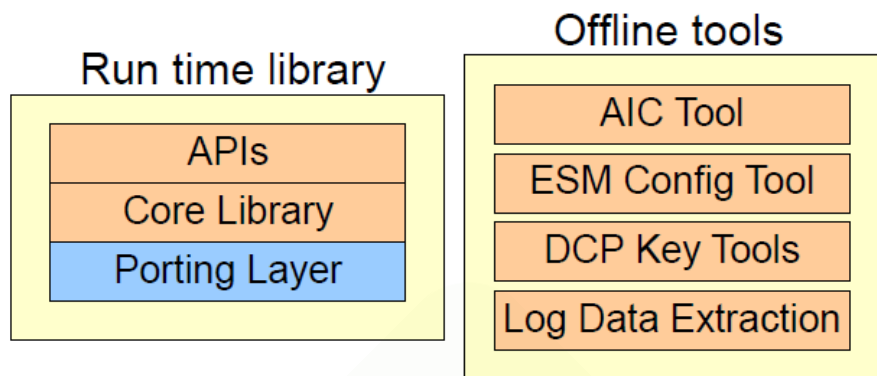 Run time library
APIs
Core Library
Porting Layer
Offline tools
AIC Tool
ESM Config Tool
DCP Key Tools
Log Data Extraction